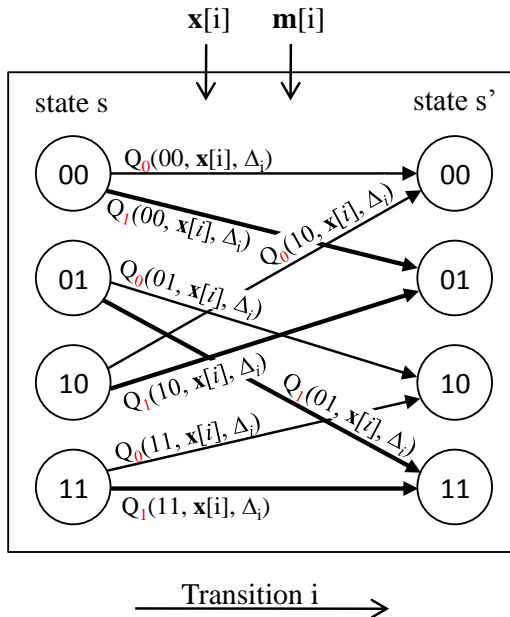 x[i] m[i]
state s state s’
00 Q0(00, x[i], Δi) 00
Q1(00, x[i], Δi)
Q0(10, x[i], Δi)
01 Q0(01, x[i], Δi) 01
10 Q1(10, x[i], Δi) 10
Q1(01, x[i], Δi)
Q0(11, x[i], Δi)
11 Q1(11, x[i], Δi) 11
Transition i